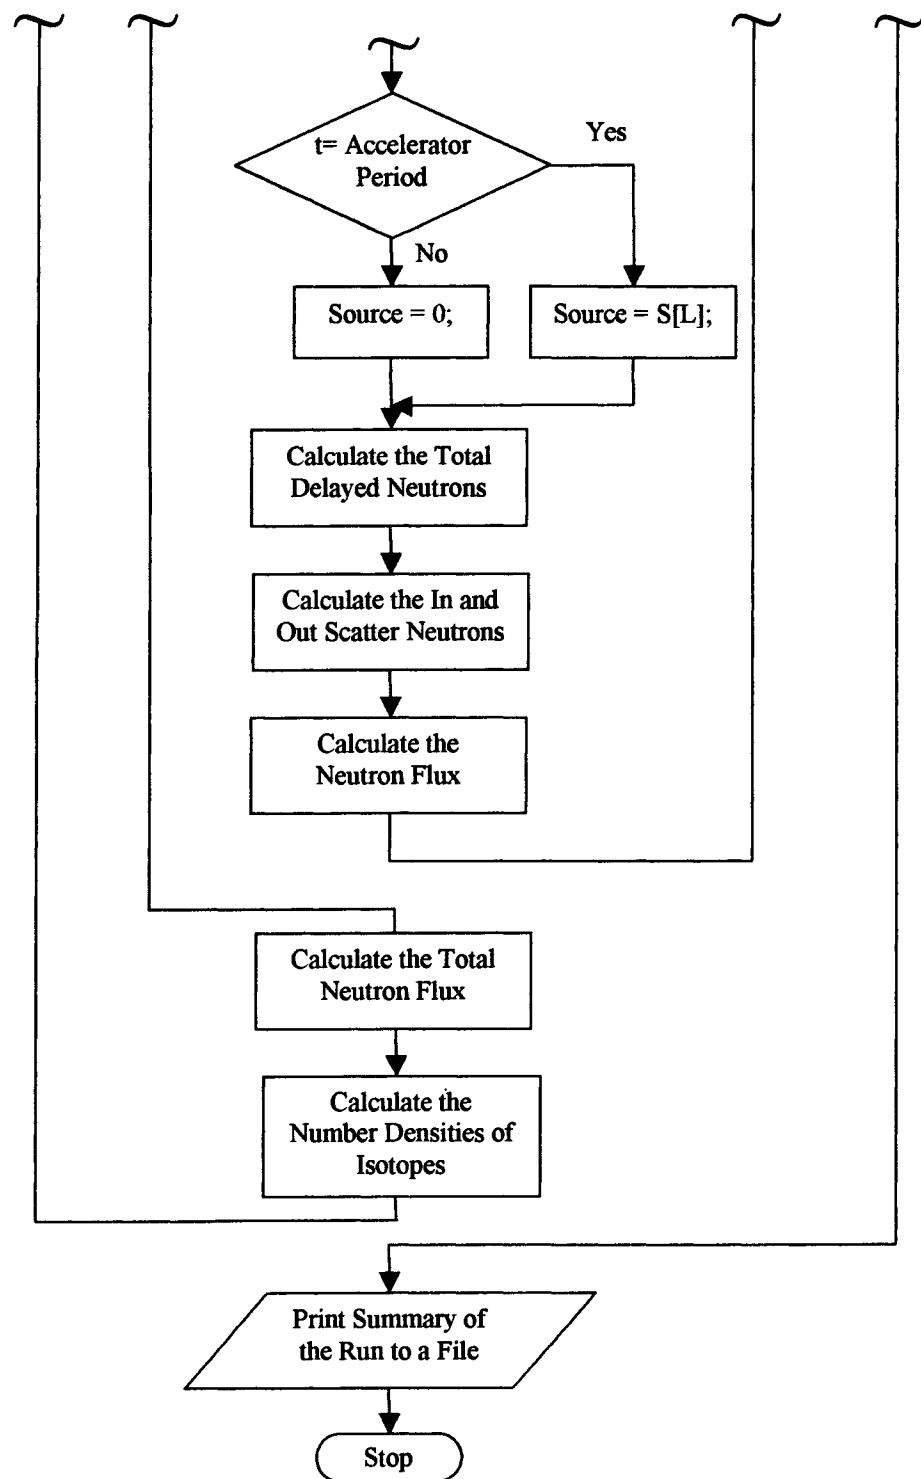 t= Accelerator
Period
Yes
No
Source = 0;
Source = S[L];
Calculate the Total
Delayed Neutrons
Calculate the In and
Out Scatter Neutrons
Calculate the
Neutron Flux
Calculate the Total
Neutron Flux
Calculate the
Number Densities of
Isotopes
Print Summary of
the Run to a File
Stop